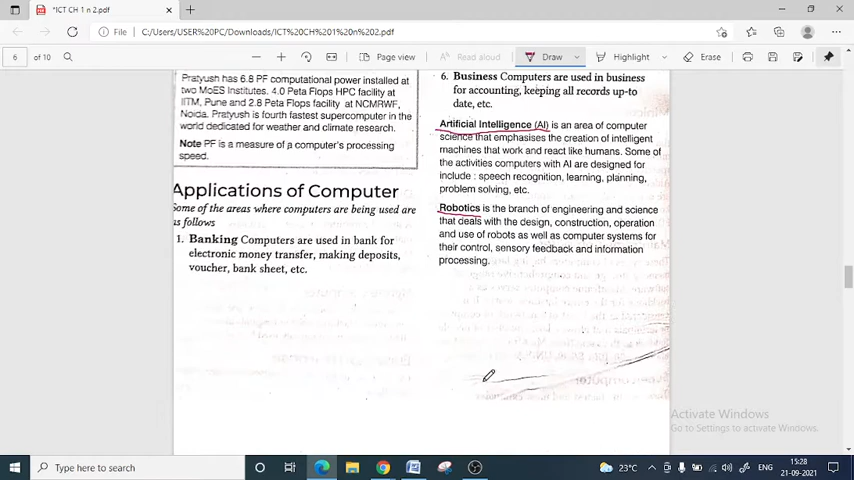 *ICT CH 1 n 2.pdf
File
C:/Users/USER%20PC/Downloads/ICT%20CH%201%20n%202.pdf
6 of 10
Page view
Read aloud
Draw
Highlight
Erase
Pratyush has 6.8 PF computational power installed at
two MoES Institutes. 4.0 Peta Flops HPC facility at
IITM, Pune and 2.8 Peta Flops facility at NCMRWF,
Noida. Pratyush is fourth fastest supercomputer in the
world dedicated for weather and climate research.
Note PF is a measure of a computer's processing
speed.
Applications of Computer
Some of the areas where computers are being used are
as follows
1. Banking Computers are used in bank for
electronic money transfer, making deposits,
voucher, bank sheet, etc.
6. Business Computers are used in business
for accounting, keeping all records up-to
date, etc.
Artificial Intelligence (AI) is an area of computer
science that emphasises the creation of intelligent
machines that work and react like humans. Some of
the activities computers with AI are designed for
include : speech recognition, learning, planning,
problem solving, etc.
Robotics is the branch of engineering and science
that deals with the design, construction, operation
and use of robots as well as computer systems for
their control, sensory feedback and information
processing.
Activate Windows
Go to Settings to activate Windows.
Type here to search
23°C
ENG
15:28
21-09-2021